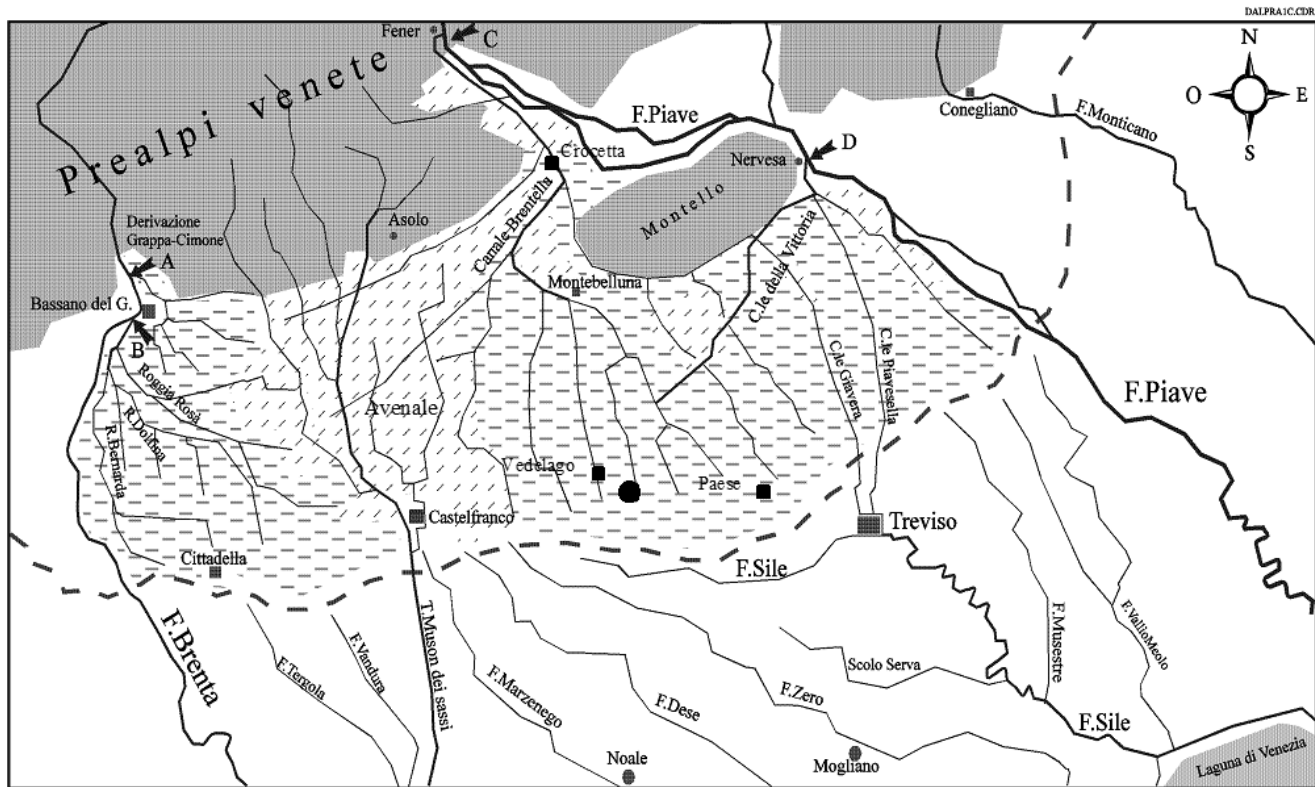 DALPRA1C.CDR
Fener
C
N
O
E
S
Prealpi venete
F.Piave
Conegliano
F.Monticano
D
Nervesa
Crocetta
Montello
Asolo
Derivazione
Grappa-Cimone
A
Canale Brentella
C.le della Vittoria
Montebelluna
Bassano del G.
B
C.le Giavera
C.le Piavesella
Roggia Rosà
R.Dolfina
R.Bernarda
Avenale
F.Piave
Vedelago
Paese
Castelfranco
Treviso
Cittadella
F.Sile
F.Brenta
F.Tergola
F.Vandura
T.Muson dei sassi
F.Marzenego
F.Dese
F.Zero
Scolo Serva
F.Musestre
F.VallioMeolo
F.Sile
Noale
Mogliano
Laguna di Venezia